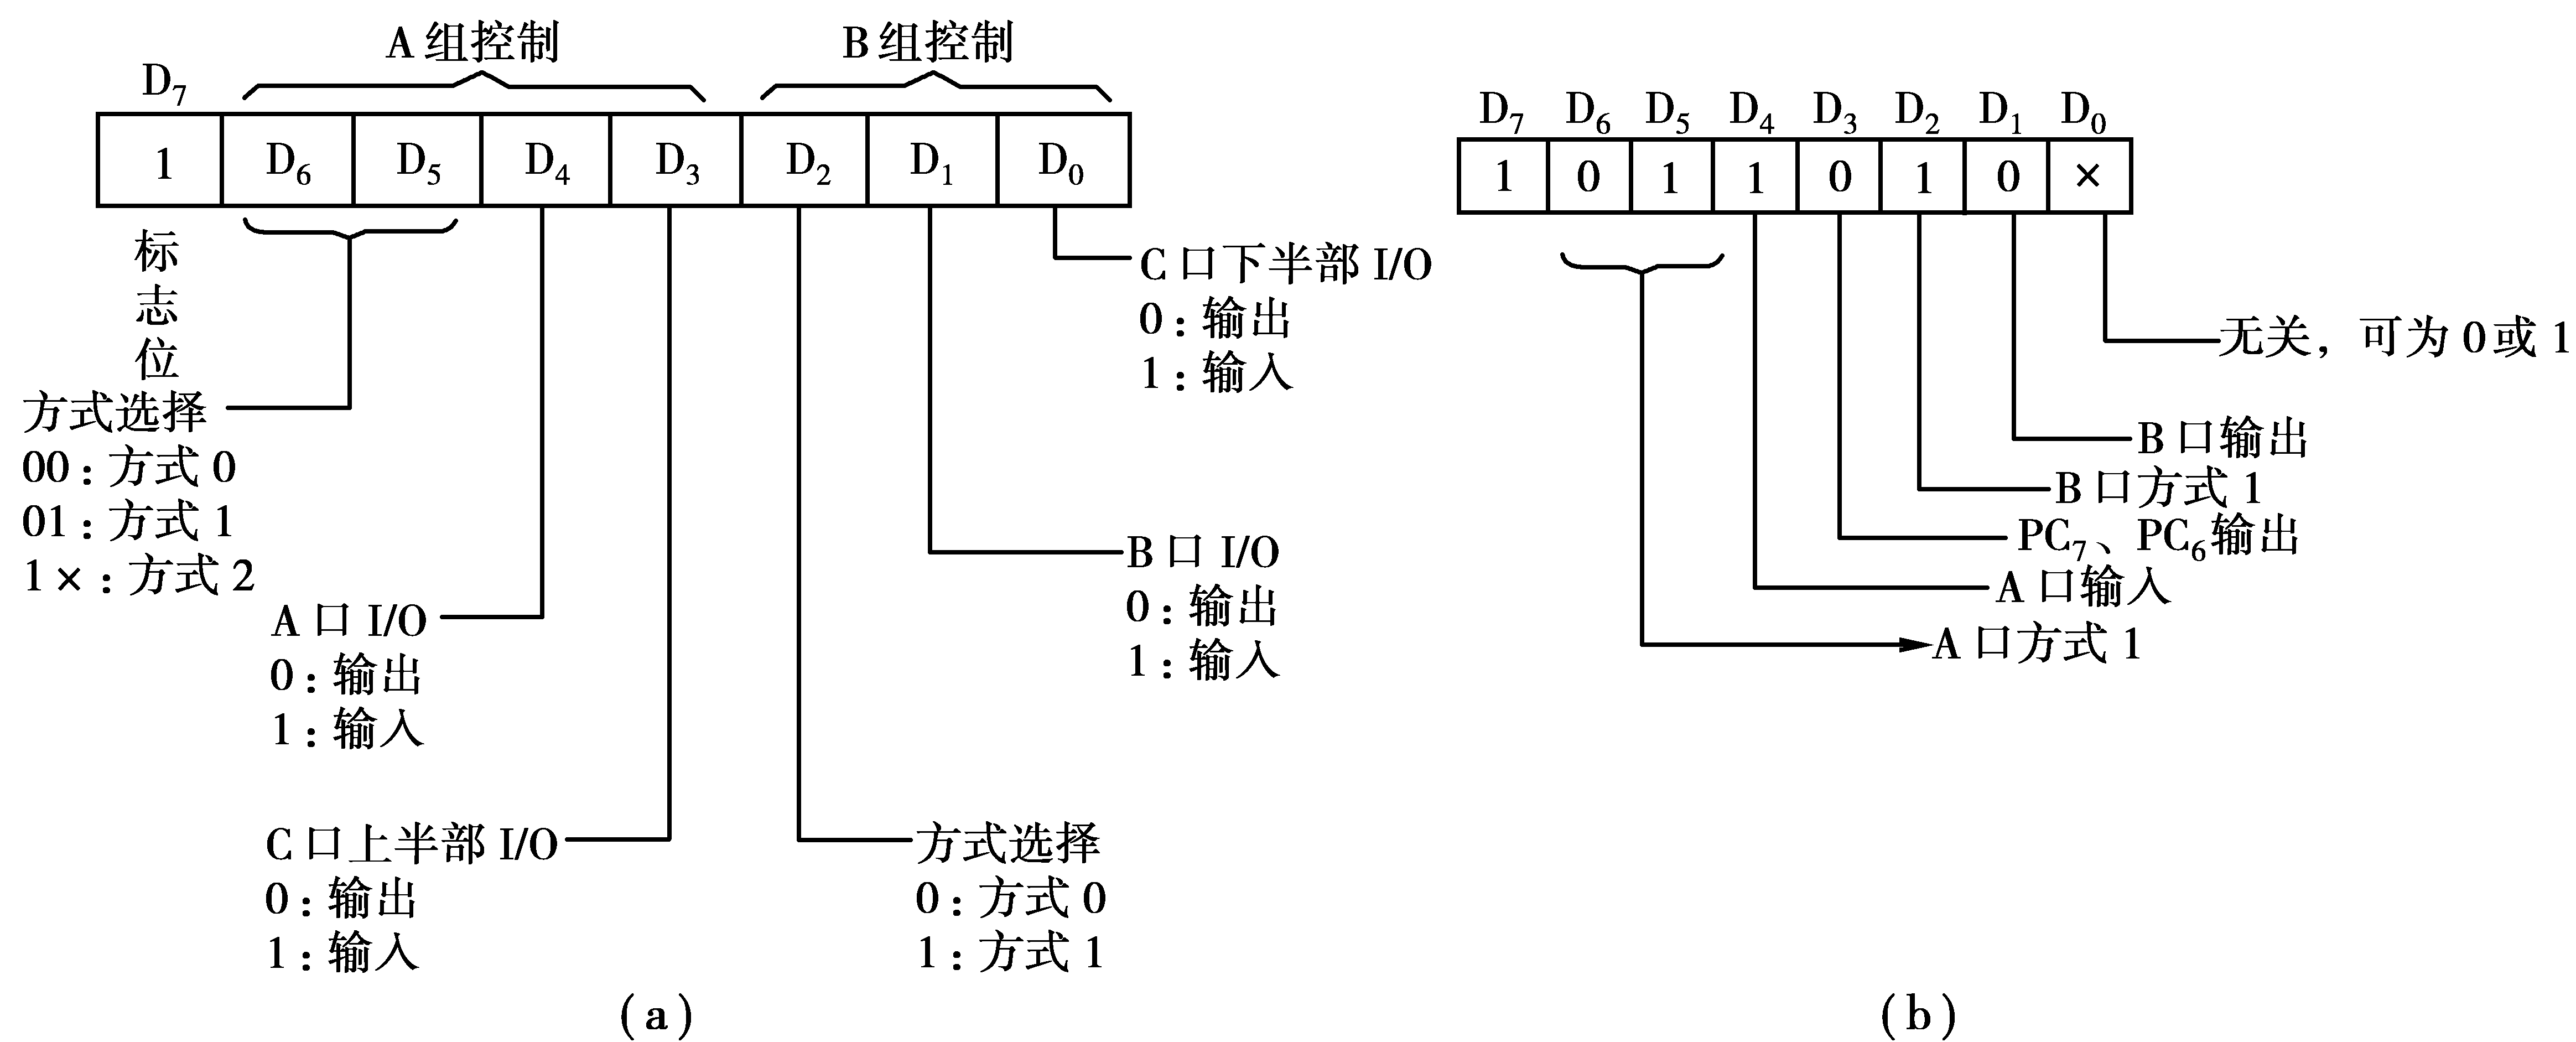 A 组控制
B 组控制
D7
1 D6 D5 D4 D3 D2 D1 D0
标志位
方式选择
00：方式 0
01：方式 1
1×：方式 2
A 口 I/O
0：输出
1：输入
C 口上半部 I/O
0：输出
1：输入
方式选择
0：方式 0
1：方式 1
B 口 I/O
0：输出
1：输入
C 口下半部 I/O
0：输出
1：输入
(a)
D7 D6 D5 D4 D3 D2 D1 D0
1 0 1 1 0 1 0 ×
无关，可为 0 或 1
B 口输出
B 口方式 1
PC7、PC6输出
A 口输入
A 口方式 1
(b)